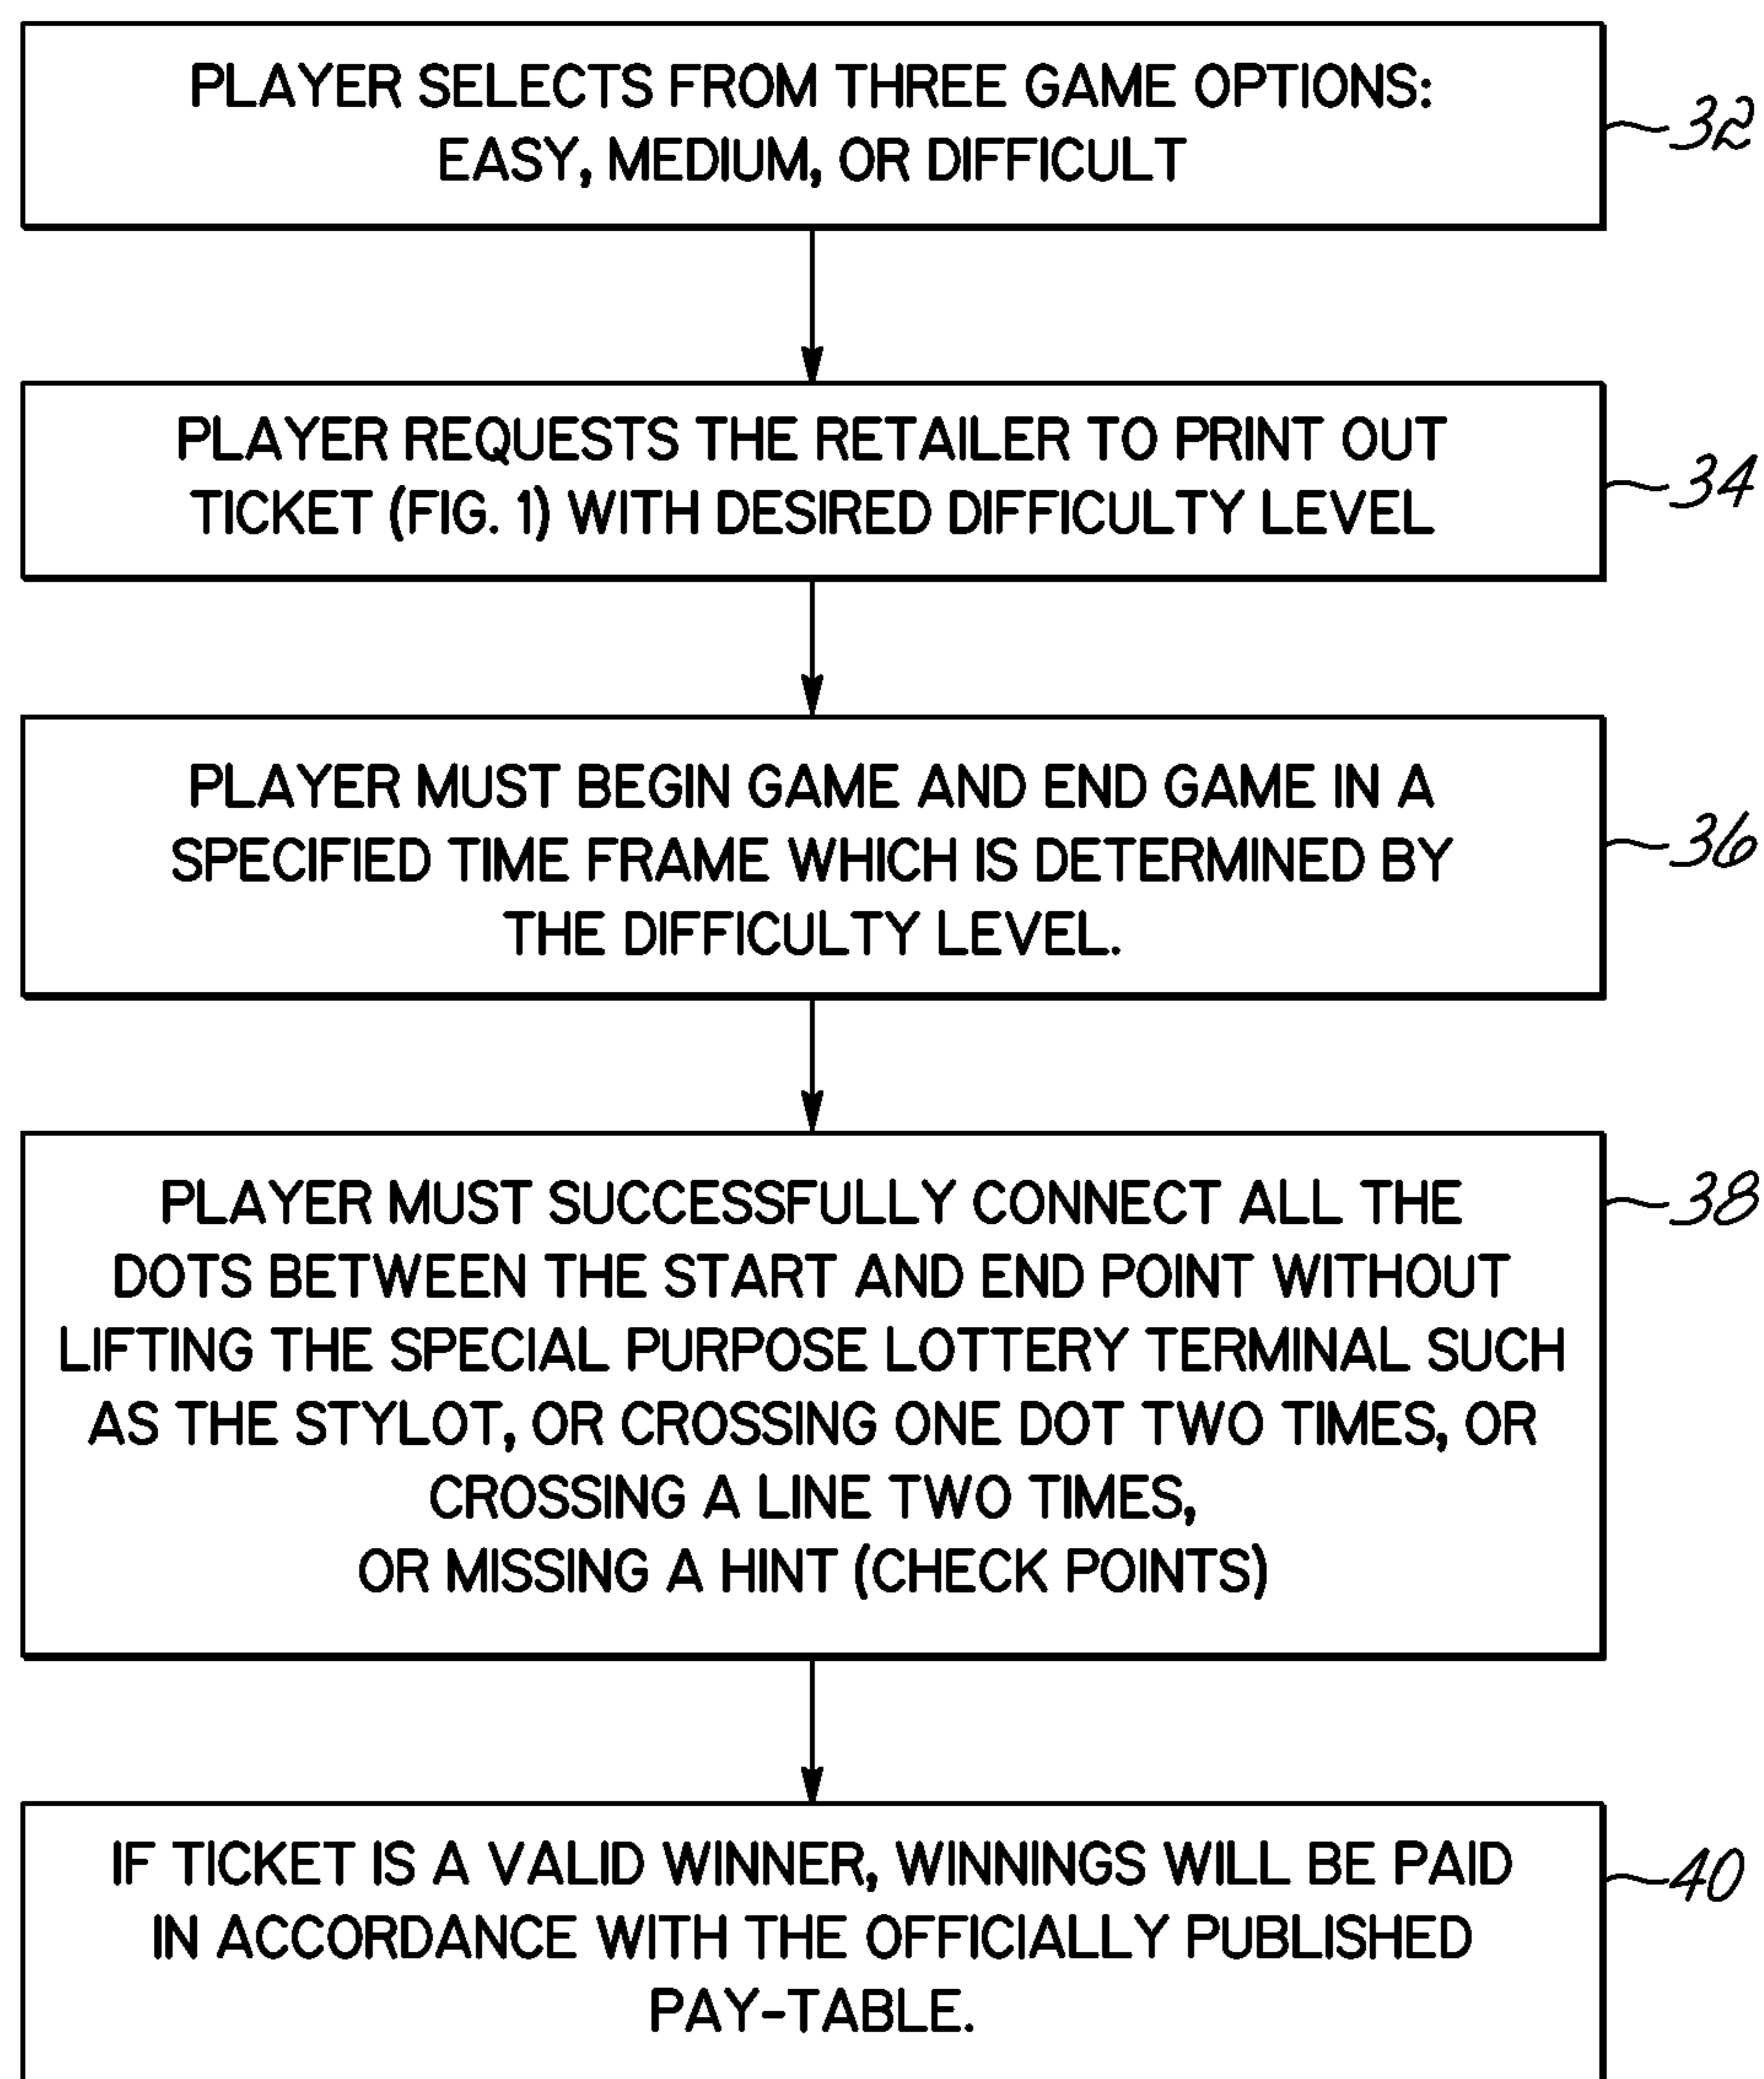 PLAYER SELECTS FROM THREE GAME OPTIONS:
EASY, MEDIUM, OR DIFFICULT
32
PLAYER REQUESTS THE RETAILER TO PRINT OUT
TICKET (FIG. 1) WITH DESIRED DIFFICULTY LEVEL
34
PLAYER MUST BEGIN GAME AND END GAME IN A
SPECIFIED TIME FRAME WHICH IS DETERMINED BY
THE DIFFICULTY LEVEL.
36
PLAYER MUST SUCCESSFULLY CONNECT ALL THE
DOTS BETWEEN THE START AND END POINT WITHOUT
LIFTING THE SPECIAL PURPOSE LOTTERY TERMINAL SUCH
AS THE STYLOT, OR CROSSING ONE DOT TWO TIMES, OR
CROSSING A LINE TWO TIMES,
OR MISSING A HINT (CHECK POINTS)
38
IF TICKET IS A VALID WINNER, WINNINGS WILL BE PAID
IN ACCORDANCE WITH THE OFFICIALLY PUBLISHED
PAY-TABLE.
40